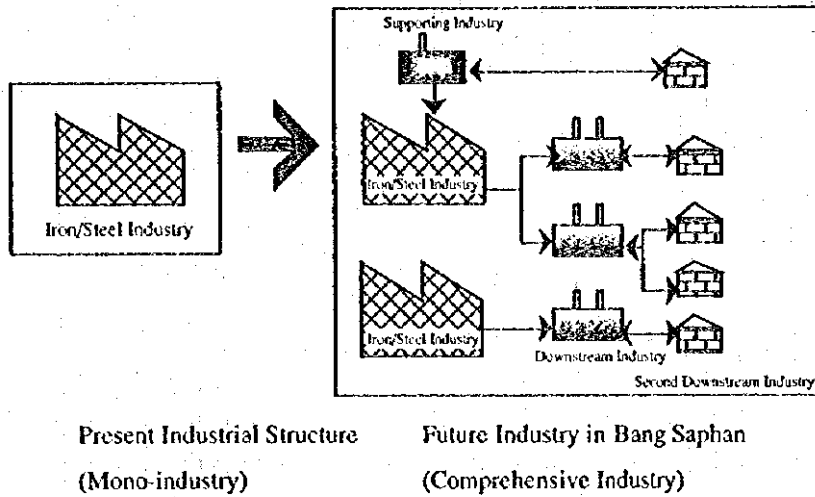 Supporting Industry
Iron/Steel Industry
Iron/Steel Industry
Iron/Steel Industry
Downstream Industry
Second Downstream Industry
Present Industrial Structure
(Mono-industry)
Future Industry in Bang Saphan
(Comprehensive Industry)